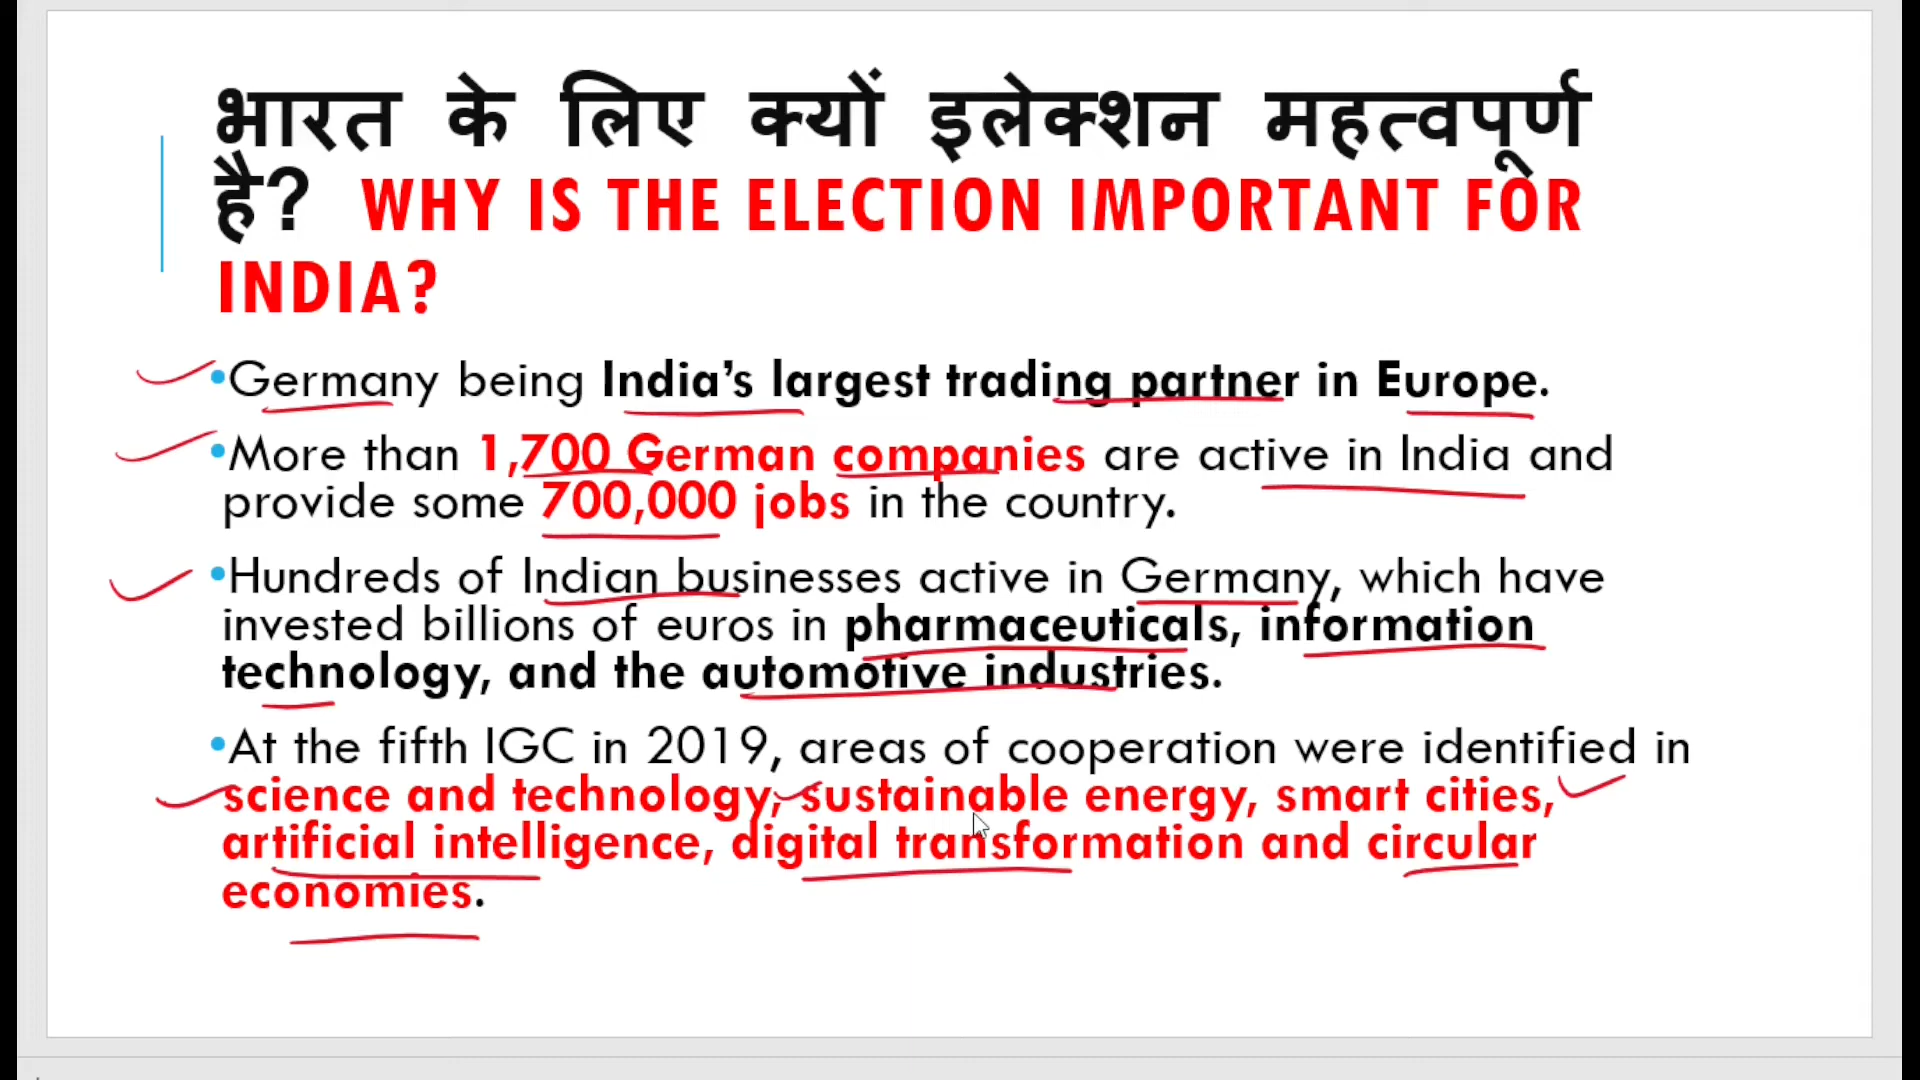 भारत के लिए क्यों इलेक्शन महत्वपूर्ण
है? WHY IS THE ELECTION IMPORTANT FOR
INDIA?
•Germany being India’s largest trading partner in Europe.
•More than 1,700 German companies are active in India and
provide some 700,000 jobs in the country.
•Hundreds of Indian businesses active in Germany, which have
invested billions of euros in pharmaceuticals, information
technology, and the automotive industries.
•At the fifth IGC in 2019, areas of cooperation were identified in
science and technology, sustainable energy, smart cities,
artificial intelligence, digital transformation and circular
economies.